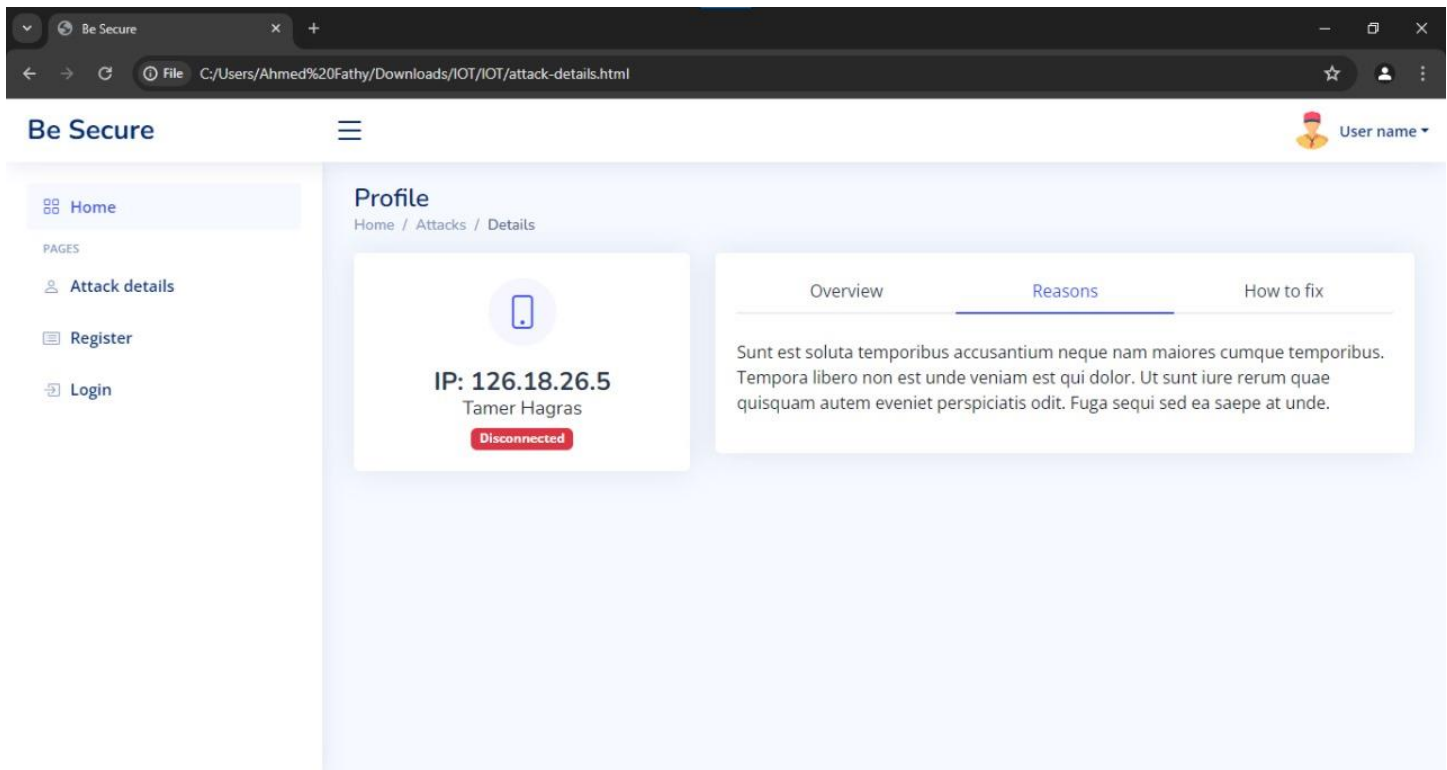 Be Secure
File C:/Users/Ahmed%20Fathy/Downloads/IOT/IOT/attack-details.html
Be Secure
User name
Home
PAGES
Attack details
Register
Login
Profile
Home / Attacks / Details
IP: 126.18.26.5
Tamer Hagras
Disconnected
Overview Reasons How to fix
Sunt est soluta temporibus accusantium neque nam maiores cumque temporibus.
Tempora libero non est unde veniam est qui dolor. Ut sunt iure rerum quae
quisquam autem eveniet perspiciatis odit. Fuga sequi sed ea saepe at unde.